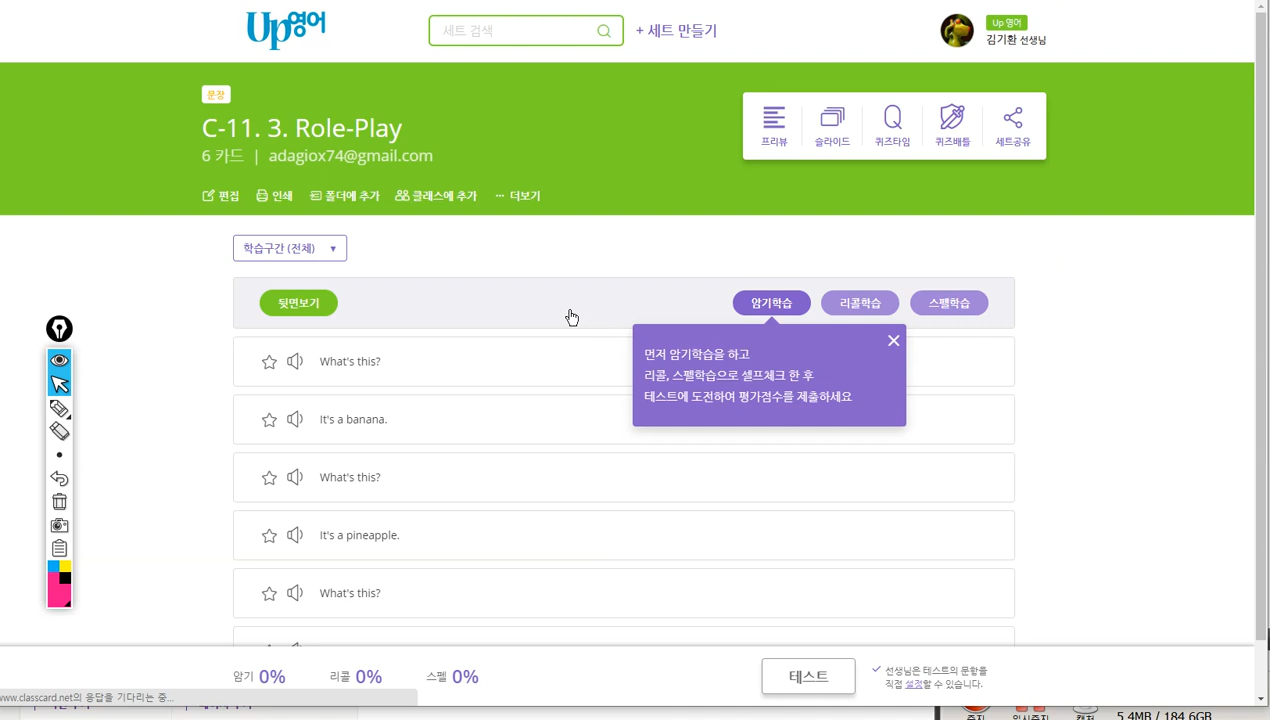 Up영어
세트 검색
+ 세트 만들기
Up 영어
김기환 선생님
문장
C-11. 3. Role-Play
6 카드 | adagiox74@gmail.com
프리뷰
슬라이드
퀴즈타임
퀴즈배틀
세트공유
편집
인쇄
폴더에 추가
클래스에 추가
더보기
학습구간 (전체) ▼
뒷면보기
암기학습
리콜학습
스펠학습
먼저 암기학습을 하고
리콜, 스펠학습으로 셀프체크 한 후
테스트에 도전하여 평가점수를 제출하세요
What's this?
It's a banana.
What's this?
It's a pineapple.
What's this?
암기 0%
리콜 0%
스펠 0%
테스트
선생님은 테스트의 문항을
직접 설정할 수 있습니다.
www.classcard.net의 응답을 기다리는 중...
5.4MB / 184.6GB